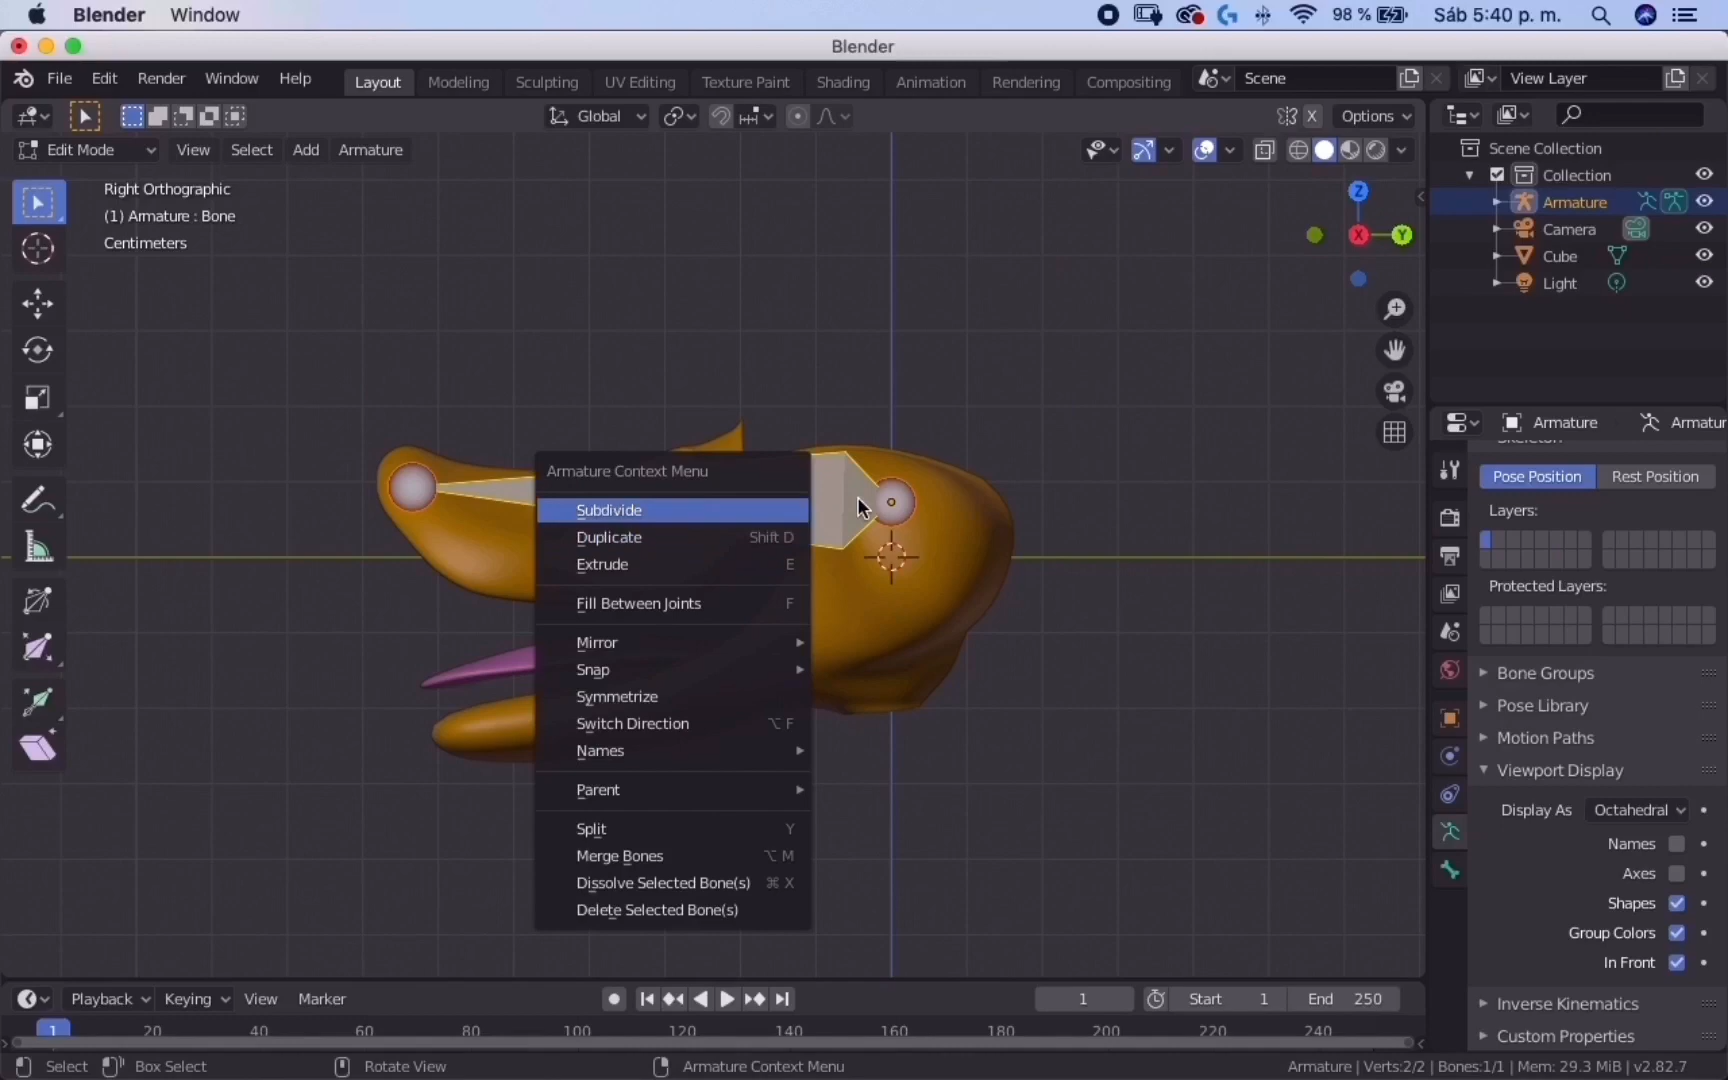 Blender Window 98 % Sáb 5:40 p. m.
Blender
File Edit Render Window Help Layout Modeling Sculpting UV Editing Texture Paint Shading Animation Rendering Compositing Scene View Layer
Global X Options
Edit Mode View Select Add Armature
Right Orthographic
(1) Armature : Bone
Centimeters
Z
X
Y
Scene Collection
Collection
Armature
Camera
Cube
Light
Armature Armatur
Pose Position Rest Position
Layers:
Protected Layers:
Bone Groups
Pose Library
Motion Paths
Viewport Display
Display As Octahedral
Names
Axes
Shapes
Group Colors
In Front
Inverse Kinematics
Custom Properties
Armature Context Menu
Subdivide
Duplicate Shift D
Extrude E
Fill Between Joints F
Mirror
Snap
Symmetrize
Switch Direction ⌥ F
Names
Parent
Split Y
Merge Bones ⌥ M
Dissolve Selected Bone(s) ⌘ X
Delete Selected Bone(s)
Playback Keying View Marker 1 Start 1 End 250
1 20 40 60 80 100 120 140 160 180 200 220 240
Select Box Select Rotate View Armature Context Menu Armature | Verts:2/2 | Bones:1/1 | Mem: 29.3 MiB | v2.82.7